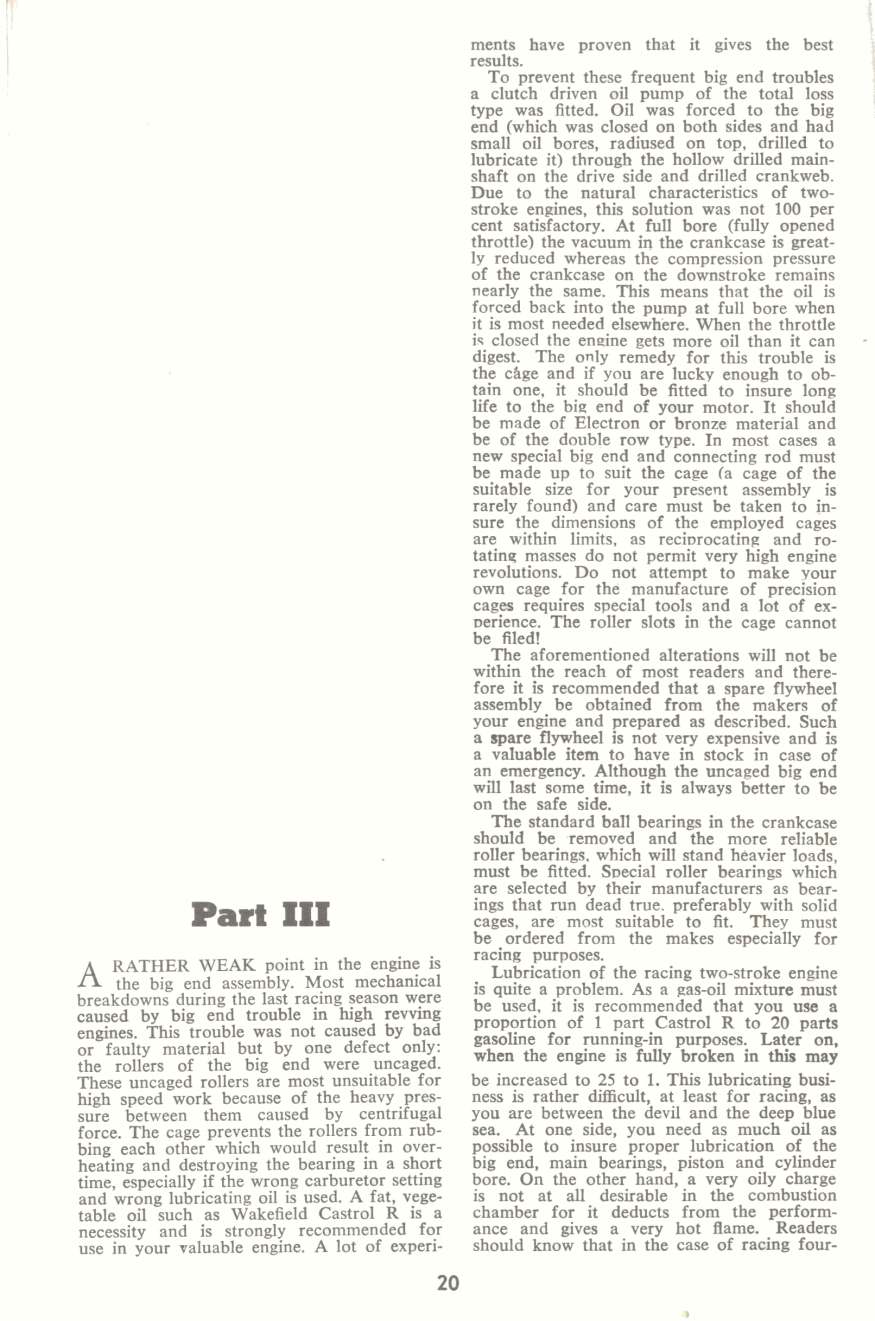 Part III
A RATHER WEAK point in the engine is
the big end assembly. Most mechanical
breakdowns during the last racing season were
caused by big end trouble in high revving
engines. This trouble was not caused by bad
or faulty material but by one defect only:
the rollers of the big end were uncaged.
These uncaged rollers are most unsuitable for
high speed work because of the heavy pres-
sure between them caused by centrifugal
force. The cage prevents the rollers from rub-
bing each other which would result in over-
heating and destroying the bearing in a short
time, especially if the wrong carburetor setting
and wrong lubricating oil is used. A fat, vege-
table oil such as Wakefield Castrol R is a
necessity and is strongly recommended for
use in your valuable engine. A lot of experi-
ments have proven that it gives the best
results.
To prevent these frequent big end troubles
a clutch driven oil pump of the total loss
type was fitted. Oil was forced to the big
end (which was closed on both sides and had
small oil bores, radiused on top, drilled to
lubricate it) through the hollow drilled main-
shaft on the drive side and drilled crankweb.
Due to the natural characteristics of two-
stroke engines, this solution was not 100 per
cent satisfactory. At full bore (fully opened
throttle) the vacuum in the crankcase is great-
ly reduced whereas the compression pressure
of the crankcase on the downstroke remains
nearly the same. This means that the oil is
forced back into the pump at full bore when
it is most needed elsewhere. When the throttle
is closed the engine gets more oil than it can
digest. The only remedy for this trouble is
the cage and if you are lucky enough to ob-
tain one, it should be fitted to insure long
life to the big end of your motor. It should
be made of Electron or bronze material and
be of the double row type. In most cases a
new special big end and connecting rod must
be made up to suit the cage (a cage of the
suitable size for your present assembly is
rarely found) and care must be taken to in-
sure the dimensions of the employed cages
are within limits, as reciprocating and ro-
tating masses do not permit very high engine
revolutions. Do not attempt to make your
own cage for the manufacture of precision
cages requires special tools and a lot of ex-
perience. The roller slots in the cage cannot
be filed!
The aforementioned alterations will not be
within the reach of most readers and there-
fore it is recommended that a spare flywheel
assembly be obtained from the makers of
your engine and prepared as described. Such
a spare flywheel is not very expensive and is
a valuable item to have in stock in case of
an emergency. Although the uncaged big end
will last some time, it is always better to be
on the safe side.
The standard ball bearings in the crankcase
should be removed and the more reliable
roller bearings, which will stand heavier loads,
must be fitted. Special roller bearings which
are selected by their manufacturers as bear-
ings that run dead true, preferably with solid
cages, are most suitable to fit. They must
be ordered from the makes especially for
racing purposes.
Lubrication of the racing two-stroke engine
is quite a problem. As a gas-oil mixture must
be used, it is recommended that you use a
proportion of 1 part Castrol R to 20 parts
gasoline for running-in purposes. Later on,
when the engine is fully broken in this may
be increased to 25 to 1. This lubricating busi-
ness is rather difficult, at least for racing, as
you are between the devil and the deep blue
sea. At one side, you need as much oil as
possible to insure proper lubrication of the
big end, main bearings, piston and cylinder
bore. On the other hand, a very oily charge
is not at all desirable in the combustion
chamber for it deducts from the perform-
ance and gives a very hot flame. Readers
should know that in the case of racing four-
20